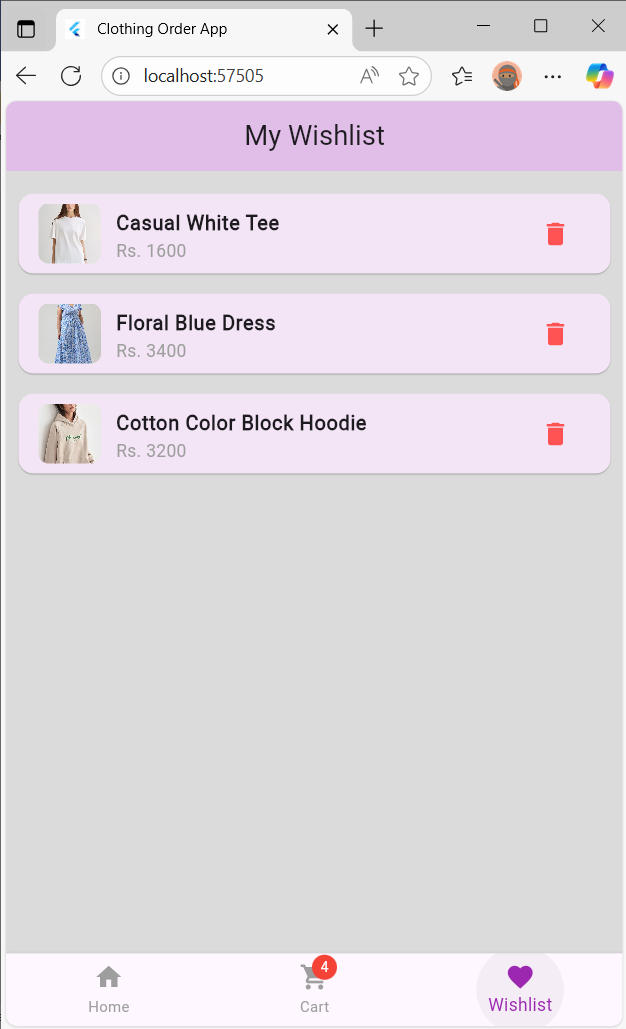 Clothing Order App
localhost:57505
My Wishlist
Casual White Tee
Rs. 1600
Floral Blue Dress
Rs. 3400
Cotton Color Block Hoodie
Rs. 3200
4
Home
Cart
Wishlist